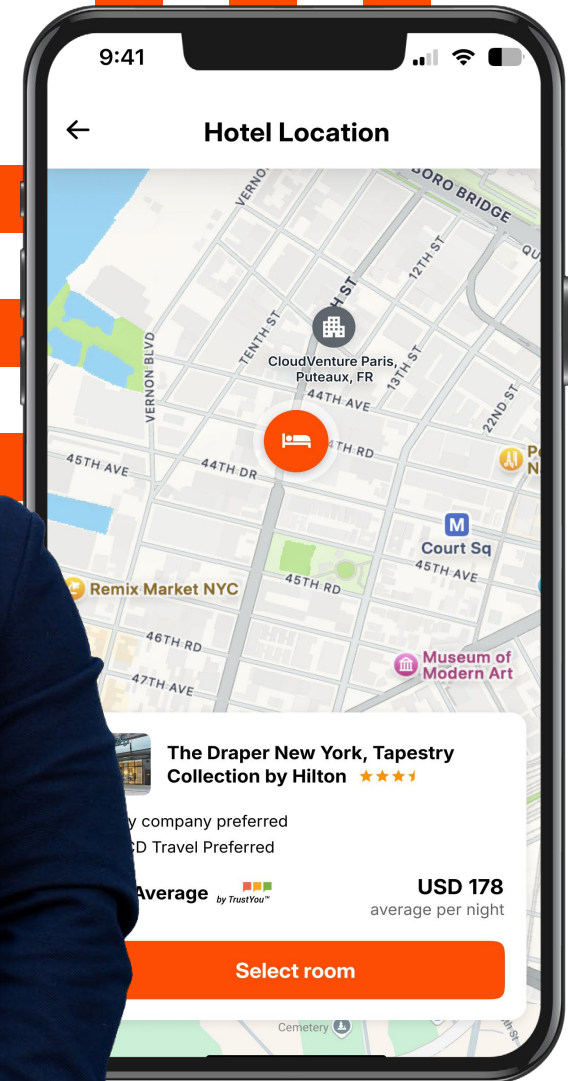 9:41
Hotel Location
BORO BRIDGE
VERNO
12TH ST
H ST
TENTH ST
CloudVenture Paris,
Puteaux, FR
13TH ST
VERNON BLVD
44TH AVE
22ND ST
TH RD
45TH AVE
44TH DR
M
Court Sq
45TH AVE
Remix Market NYC
45TH RD
46TH RD
Museum of
Modern Art
47TH AVE
The Draper New York, Tapestry
Collection by Hilton
y company preferred
CD Travel Preferred
Average by TrustYou™
USD 178
average per night
Select room
Cemetery